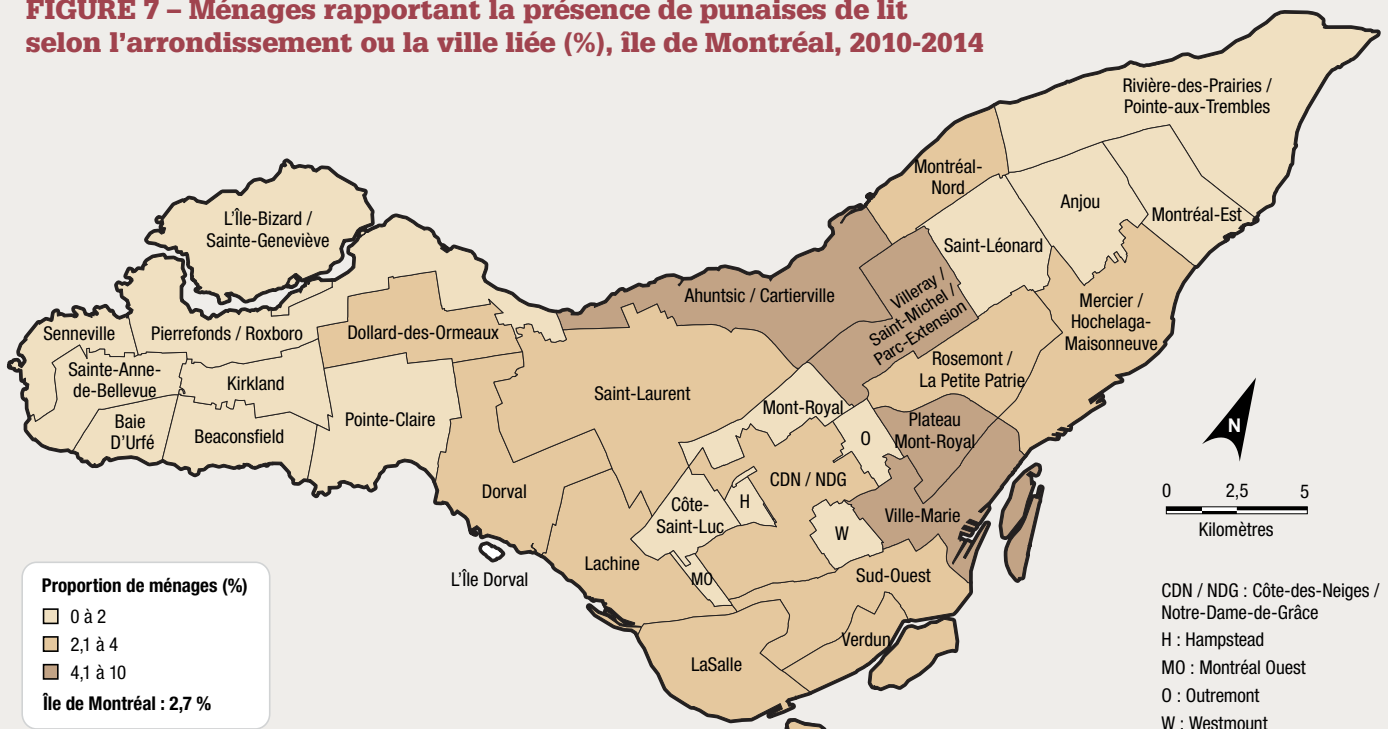 FIGURE 7 – Ménages rapportant la présence de punaises de lit
selon l’arrondissement ou la ville liée (%), île de Montréal, 2010-2014
Rivière-des-Prairies /
Pointe-aux-Trembles
Montréal-
Nord
Anjou
Montréal-Est
Saint-Léonard
L’Île-Bizard /
Sainte-Geneviève
Ahuntsic / Cartierville
Villeray /
Saint-Michel /
Parc-Extension
Mercier /
Hochelaga-
Maisonneuve
Senneville
Pierrefonds / Roxboro
Dollard-des-Ormeaux
Rosemont /
La Petite Patrie
Sainte-Anne-
de-Bellevue
Kirkland
Saint-Laurent
Mont-Royal
Pointe-Claire
Baie
D’Urfé
Beaconsfield
O
Plateau
Mont-Royal
N
Dorval
CDN / NDG
H
Côte-
Saint-Luc
W
Ville-Marie
0 2,5 5
Kilomètres
Lachine
MO
Sud-Ouest
L’Île Dorval
Verdun
LaSalle
Proportion de ménages (%)
0 à 2
2,1 à 4
4,1 à 10
Île de Montréal : 2,7 %
CDN / NDG : Côte-des-Neiges /
Notre-Dame-de-Grâce
H : Hampstead
MO : Montréal Ouest
O : Outremont
W : Westmount